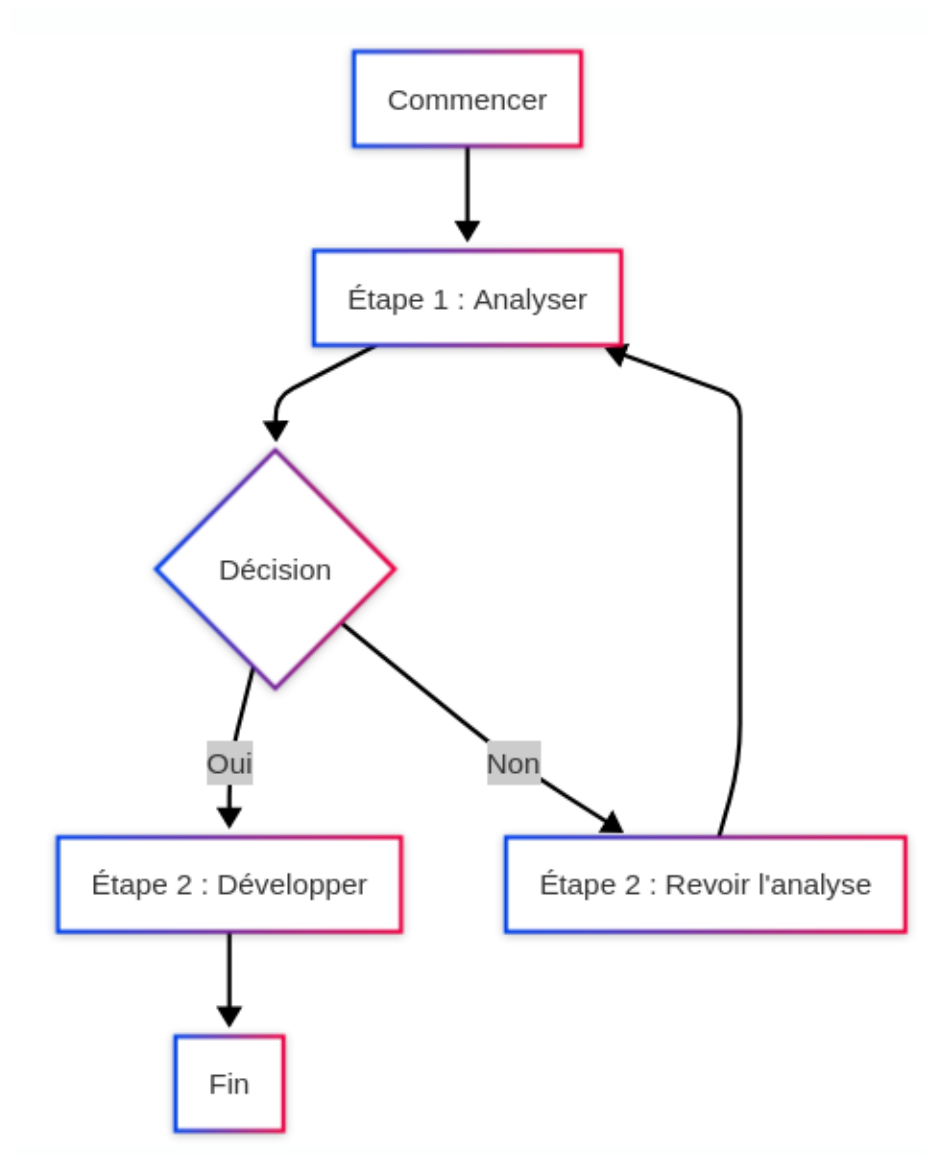 Commencer
Étape 1 : Analyser
Décision
Oui
Non
Étape 2 : Développer
Étape 2 : Revoir l'analyse
Fin